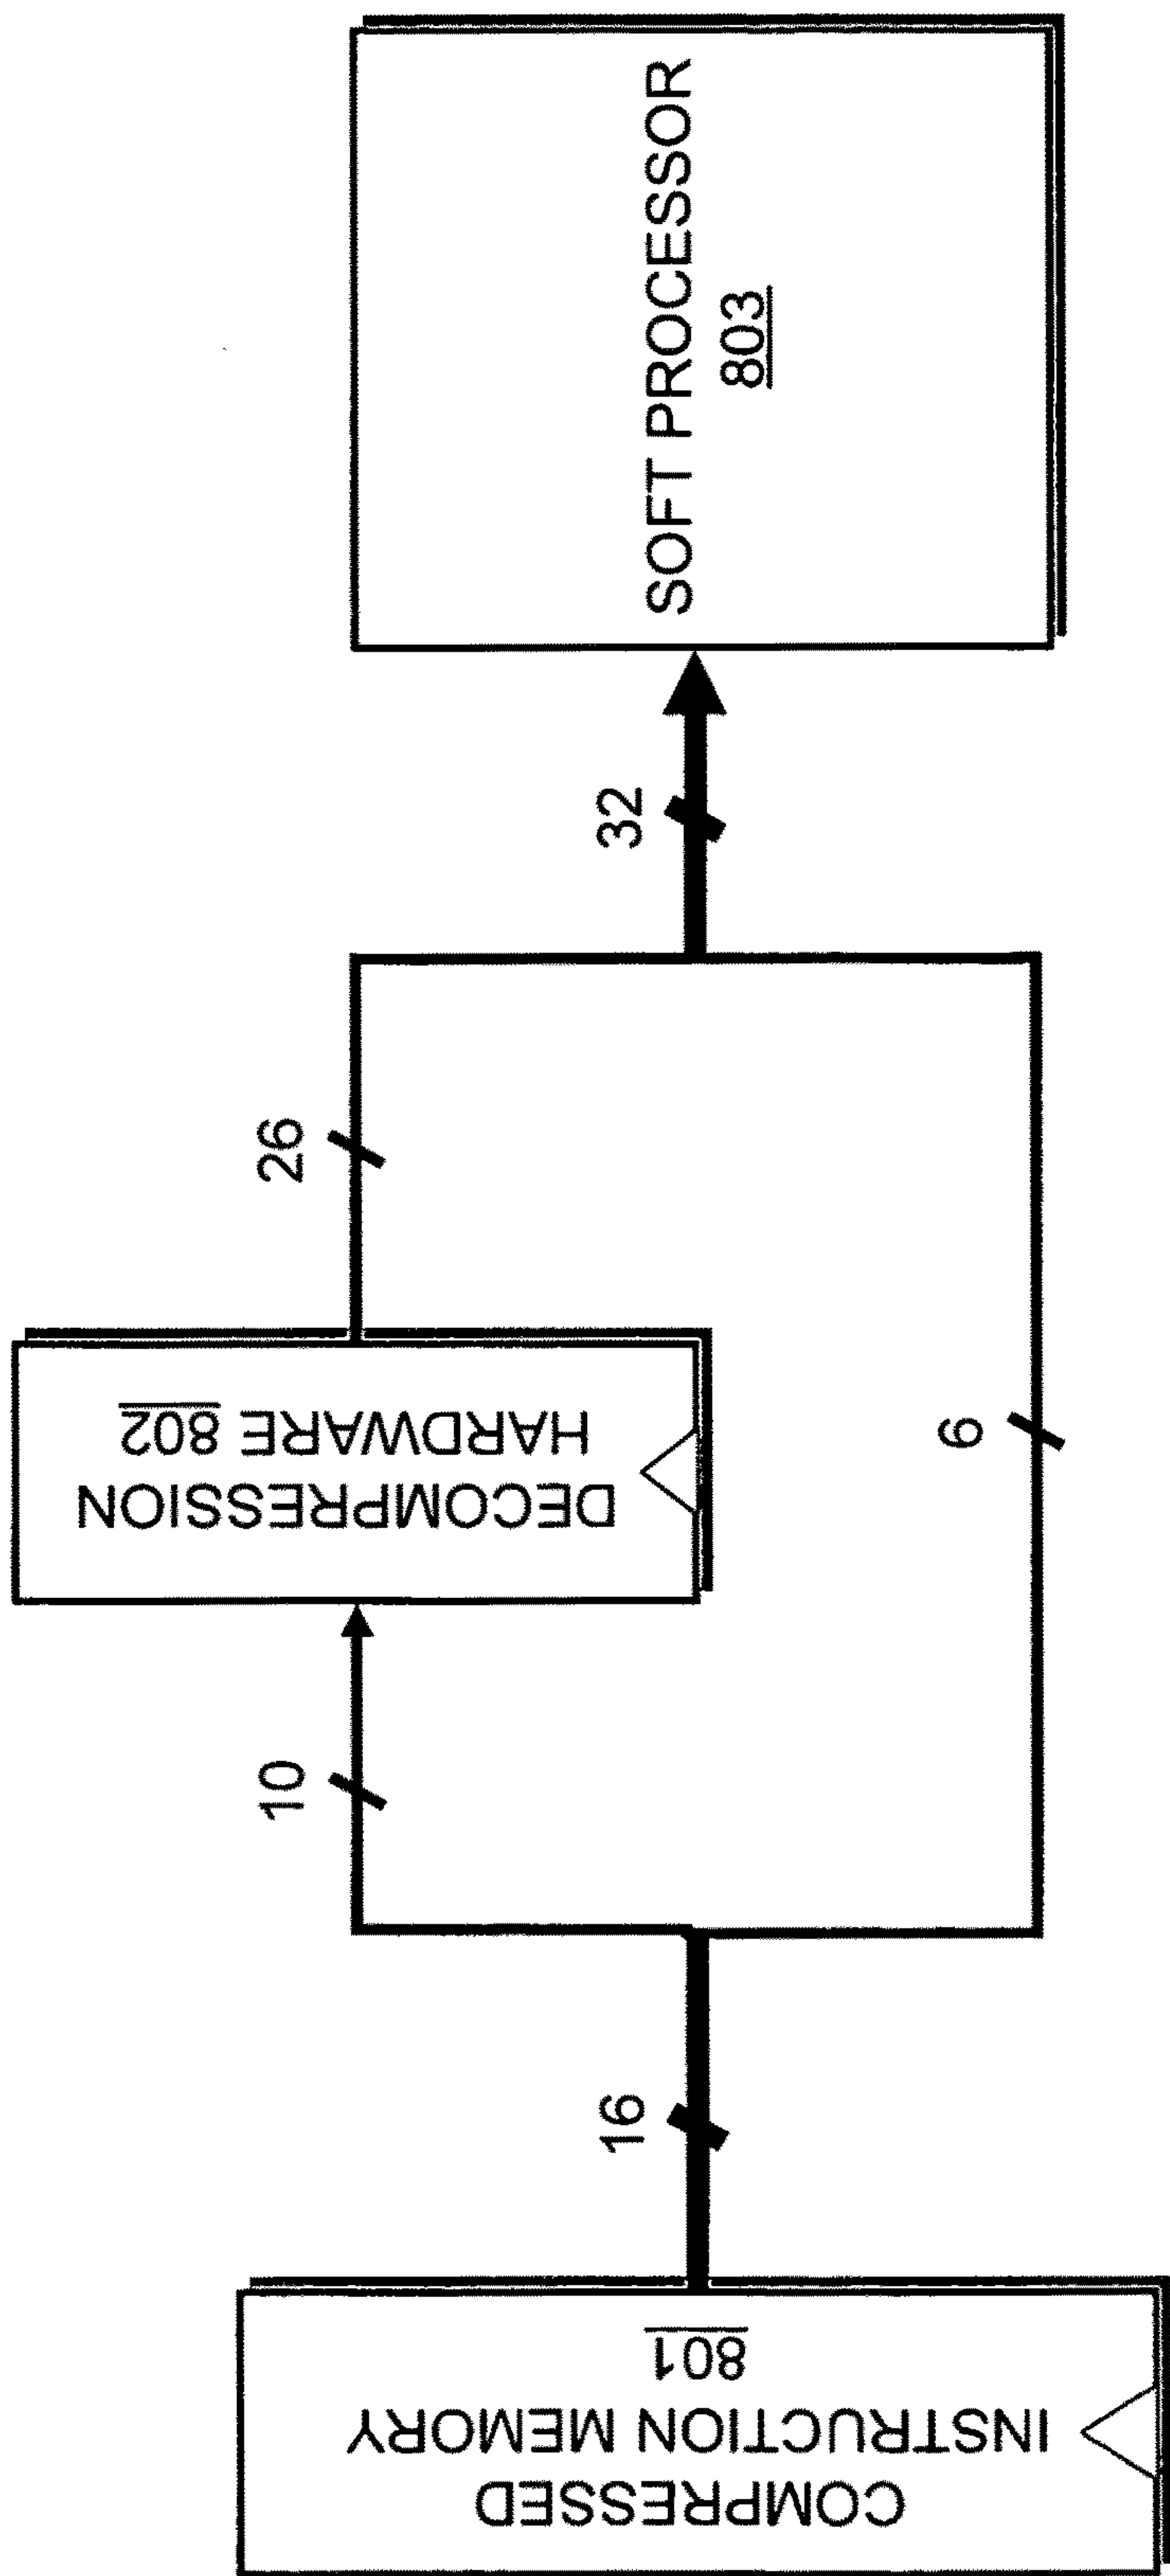 COMPRESSED
INSTRUCTION MEMORY
801
16
10
DECOMPRESSION
HARDWARE 802
6
26
32
SOFT PROCESSOR
803